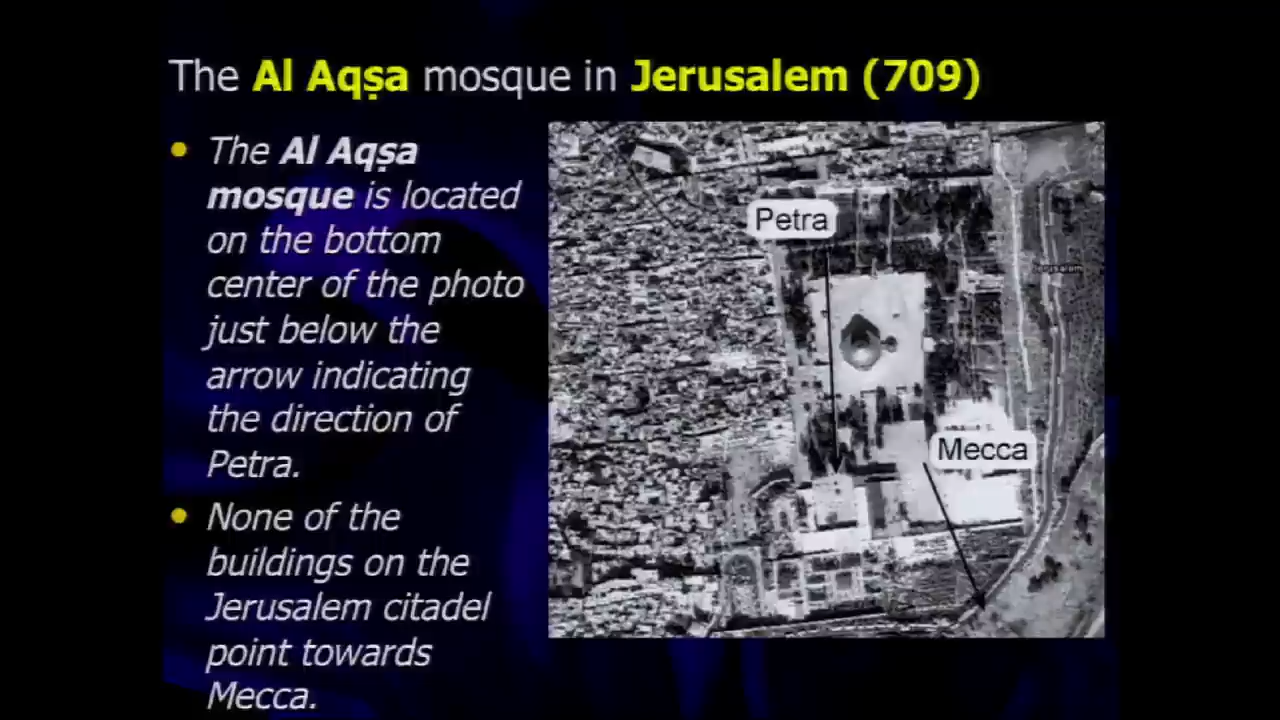 The Al Aqṣa mosque in Jerusalem (709)
• The Al Aqṣa
mosque is located
on the bottom
center of the photo
just below the
arrow indicating
the direction of
Petra.
• None of the
buildings on the
Jerusalem citadel
point towards
Mecca.
Petra
Jerusalem
Mecca